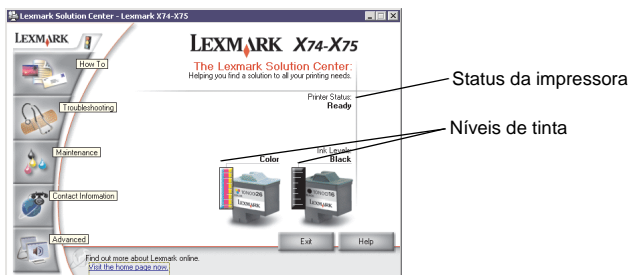 Lexmark Solution Center - Lexmark X74-X75
LEXMARK
LEXMARK X74-X75
The Lexmark Solution Center:
Helping you find a solution to all your printing needs.
How To
Printer Status:
Ready
Status da impressora
Troubleshooting
Níveis de tinta
Maintenance
Ink Levels:
Color
Black
Contact Information
LEXMARK
LEXMARK
Advanced
Exit
Help
Find out more about Lexmark online.
Visit the home page now.